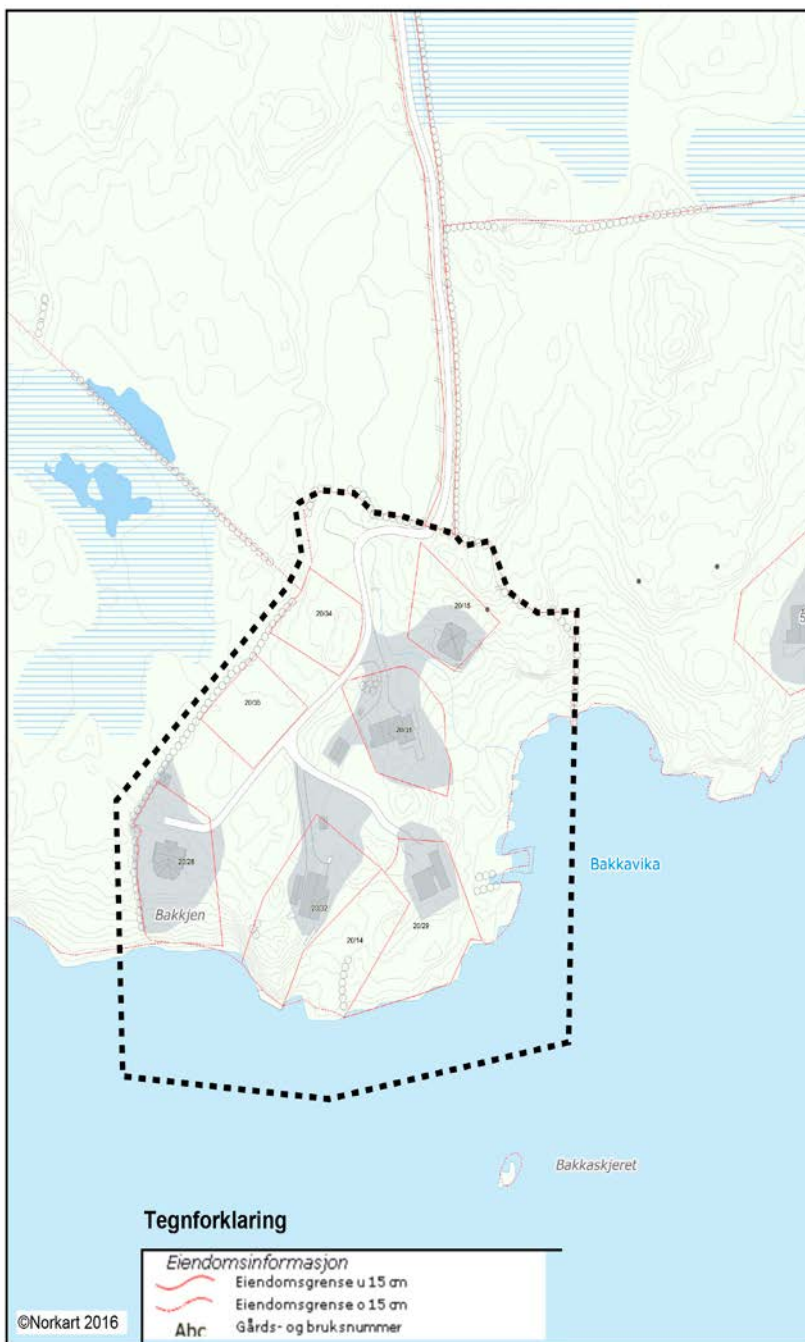 20/34
20/15
20/35
20/31
Bakkavika
20/28
Bakkjen
20/32
20/14
20/29
Bakkaskjeret
Tegnforklaring
Eiendomsinformasjon
Eiendomsgrense u 15 cm
Eiendomsgrense o 15 cm
Abc Gårds- og bruksnummer
©Norkart 2016